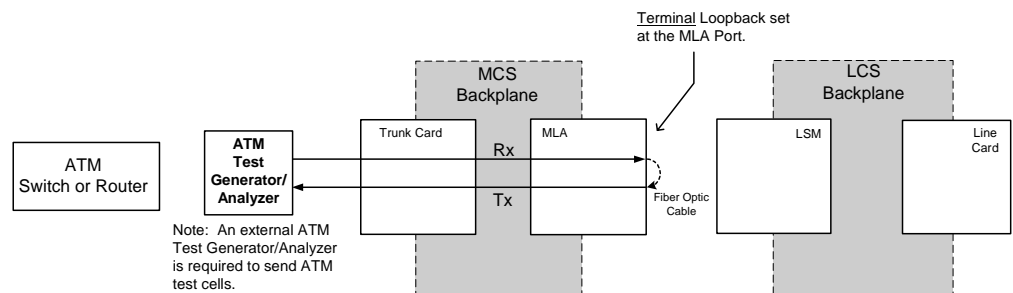 Terminal Loopback set
at the MLA Port.
MCS
Backplane
LCS
Backplane
ATM
Switch or Router
ATM
Test
Generator/
Analyzer
Trunk Card
Rx
Tx
MLA
Fiber Optic
Cable
LSM
Line
Card
Note: An external ATM
Test Generator/Analyzer
is required to send ATM
test cells.